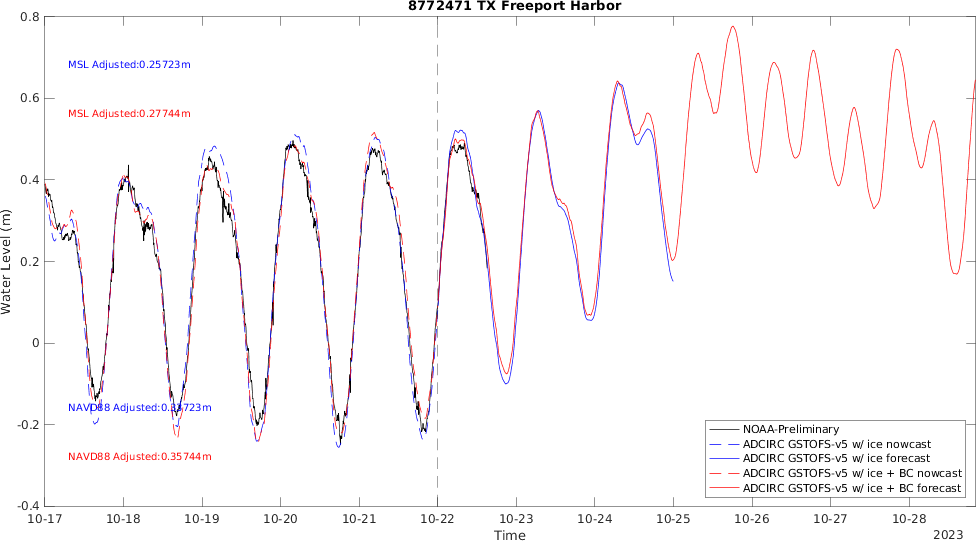 8772471 TX Freeport Harbor
0.8
0.6
0.4
0.2
0
-0.2
-0.4
Water Level (m)
MSL Adjusted:0.25723m
MSL Adjusted:0.27744m
NAVD88 Adjusted:0.33723m
NAVD88 Adjusted:0.35744m
NOAA-Preliminary
ADCIRC GSTOFS-v5 w/ ice nowcast
ADCIRC GSTOFS-v5 w/ ice forecast
ADCIRC GSTOFS-v5 w/ ice + BC nowcast
ADCIRC GSTOFS-v5 w/ ice + BC forecast
10-17 10-18 10-19 10-20 10-21 10-22 10-23 10-24 10-25 10-26 10-27 10-28
Time
2023